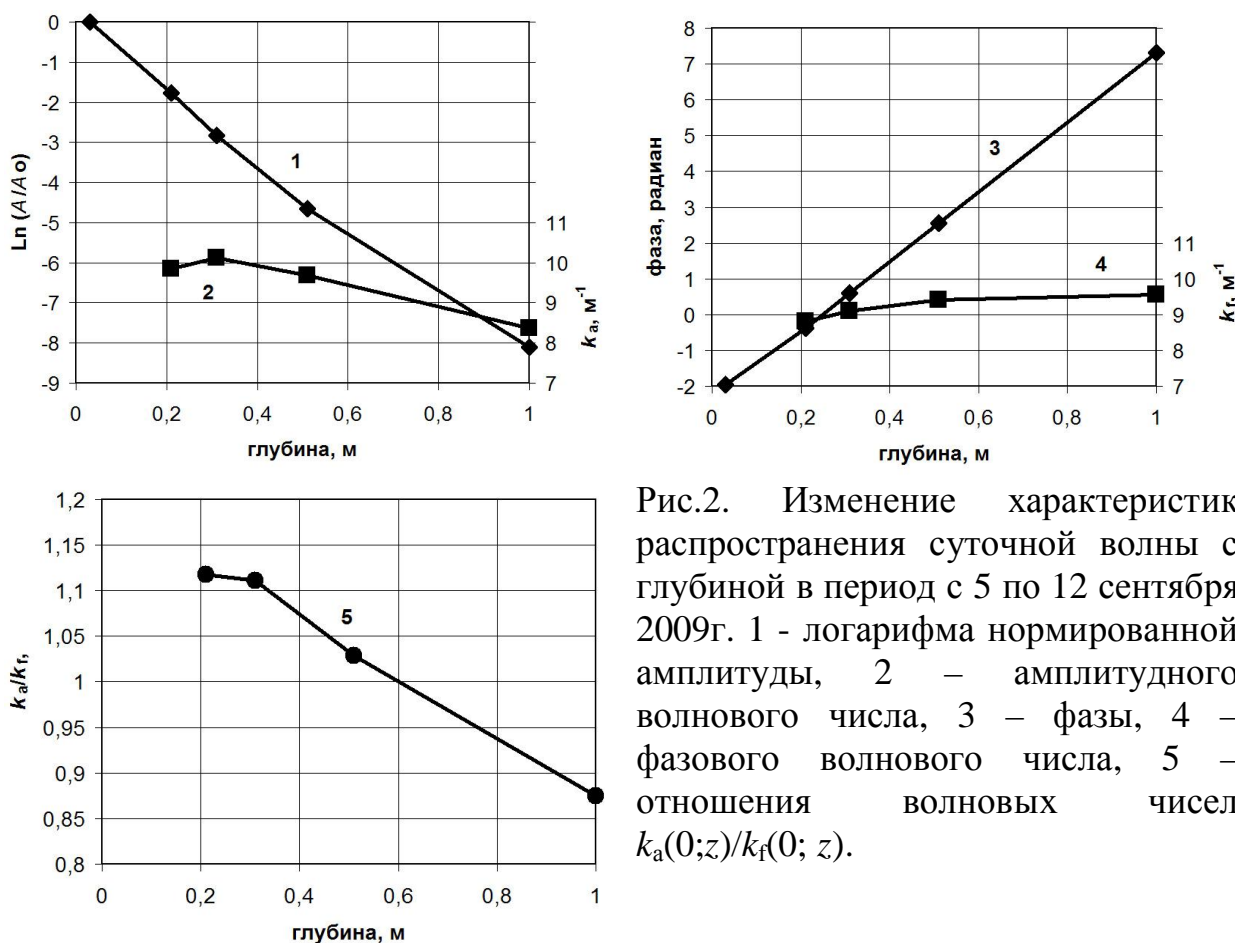 0
-1
-2
-3
-4
-5
-6
-7
-8
-9
Ln (A/Ao)
1
2
11
10
9
8
7
kа, м-1
0 0,2 0,4 0,6 0,8 1
глубина, м
8
7
6
5
4
3
2
1
0
-1
-2
фаза, радиан
3
4
11
10
9
8
7
kf, м-1
0 0,2 0,4 0,6 0,8 1
глубина, м
1,2
1,15
1,1
1,05
1
0,95
0,9
0,85
0,8
kа/kf,
5
0 0,2 0,4 0,6 0,8 1
глубина, м
Рис.2. Изменение характеристик
распространения суточной волны с
глубиной в период с 5 по 12 сентября
2009г. 1 - логарифма нормированной
амплитуды, 2 – амплитудного
волнового числа, 3 – фазы, 4 –
фазового волнового числа, 5 –
отношения волновых чисел
ka(0;z)/kf(0; z).